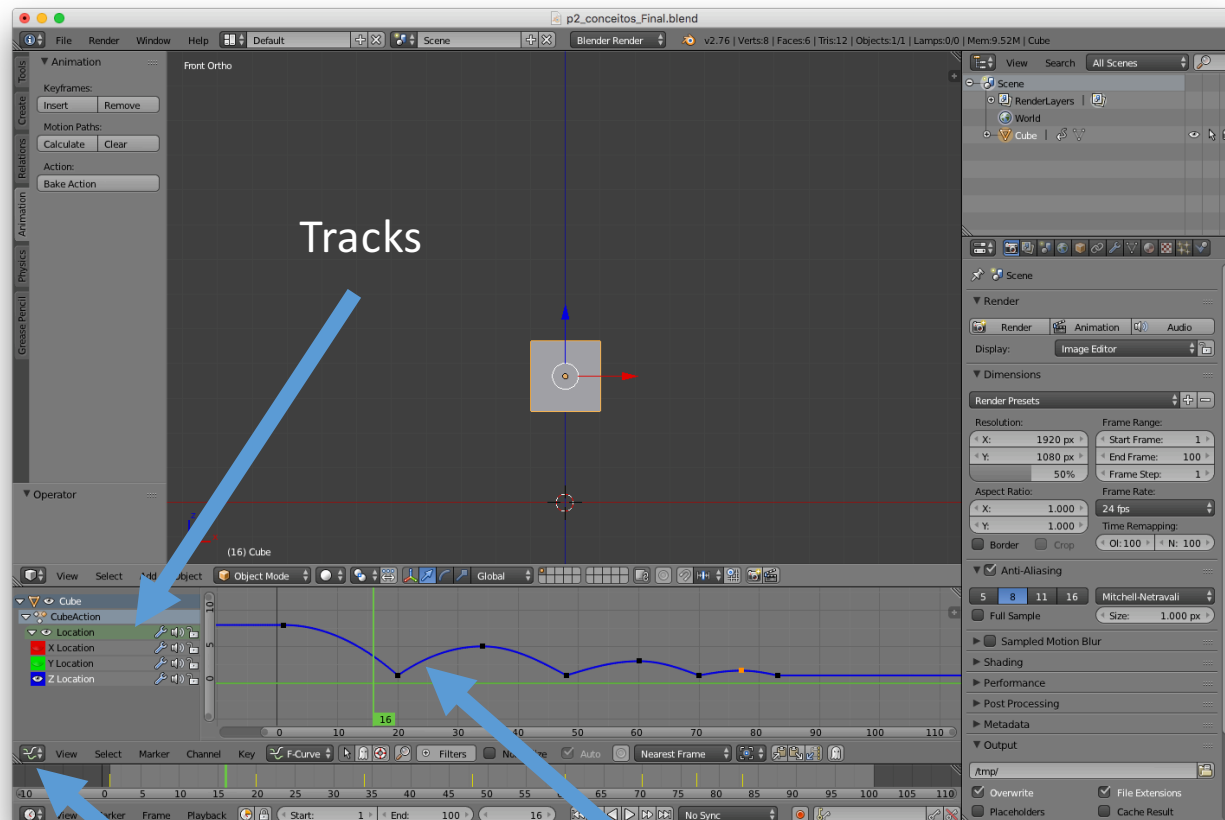 p2_conceitos_Final.blend
File Render Window Help Default Scene Blender Render v2.76 | Verts:8 | Faces:6 | Tris:12 | Objects:1/1 | Lamps:0/0 | Mem:9.52M | Cube
Tools
Create
Relations
Animation
Physics
Grease Pencil
Animation
Keyframes:
Insert Remove
Motion Paths:
Calculate Clear
Action:
Bake Action
Operator
Front Ortho
Tracks
(16) Cube
View Select Add Object Mode Global
Cube
CubeAction
Location
X Location
Y Location
Z Location
10
5
0
16
0 10 20 30 40 50 60 70 80 90 100 110
View Select Marker Channel Key F-Curve Filters Auto Nearest Frame
0 5 10 15 20 25 30 35 40 45 50 55 65 70 75 80 85 90 95 100 105 110
View Frame Playback Start: 1 End: 100 16 No Sync
View Search All Scenes
Scene
RenderLayers |
World
Cube |
Scene
Render
Render Animation Audio
Display: Image Editor
Dimensions
Render Presets
Resolution: Frame Range:
X: 1920 px Start Frame: 1
Y: 1080 px End Frame: 100
50% Frame Step: 1
Aspect Ratio: Frame Rate:
X: 1.000 24 fps
Y: 1.000 Time Remapping:
Border Crop Ol:100 N: 100
Anti-Aliasing
5 8 11 16 Mitchell-Netravali
Full Sample Size: 1.000 px
Sampled Motion Blur
Shading
Performance
Post Processing
Metadata
Output
/tmp/
Overwrite File Extensions
Placeholders Cache Result